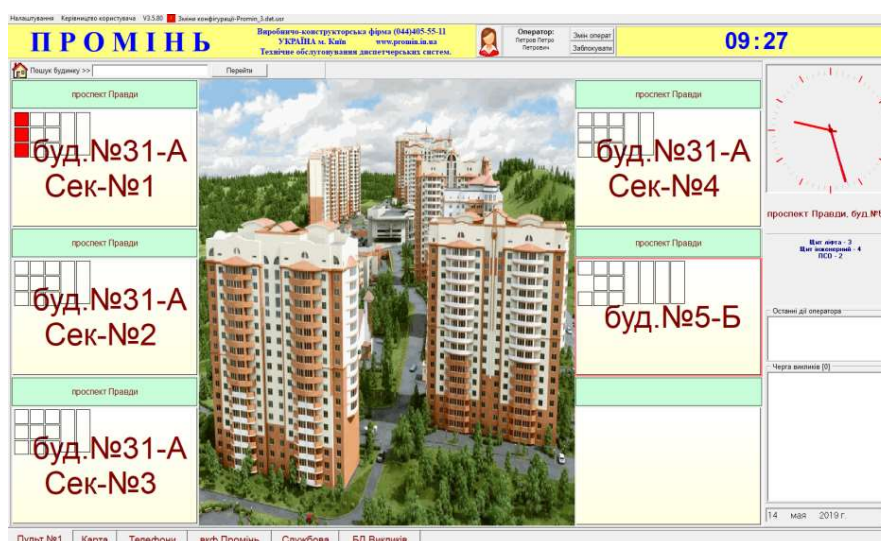 Налаштування Керівництво користувача V3.5.80 Зміни конфігурації-Promin_3.dat.usr
ПРОМІНЬ
Виробничо-конструкторська фірма (044)405-55-11
УКРАЇНА м. Київ www.promin.in.ua
Технічне обслуговування диспетчерських систем.
Оператор:
Петров Петро
Петрович
Змін операт
Заблокувати
09:27
Пошук будинку >>
Перейти
проспект Правди
буд.№31-А
Сек-№1
проспект Правди
буд.№31-А
Сек-№2
проспект Правди
буд.№31-А
Сек-№3
проспект Правди
буд.№31-А
Сек-№4
проспект Правди
буд.№5-Б
проспект Правди, буд.№
Щит ліфта - 3
Щит інженерний - 4
ПСО - 2
Останні дії оператора
Черга викликів [0]
14 мая 2019 г.
Пульт №1 Карта Телефони вкф Промінь Службова БД Викликів